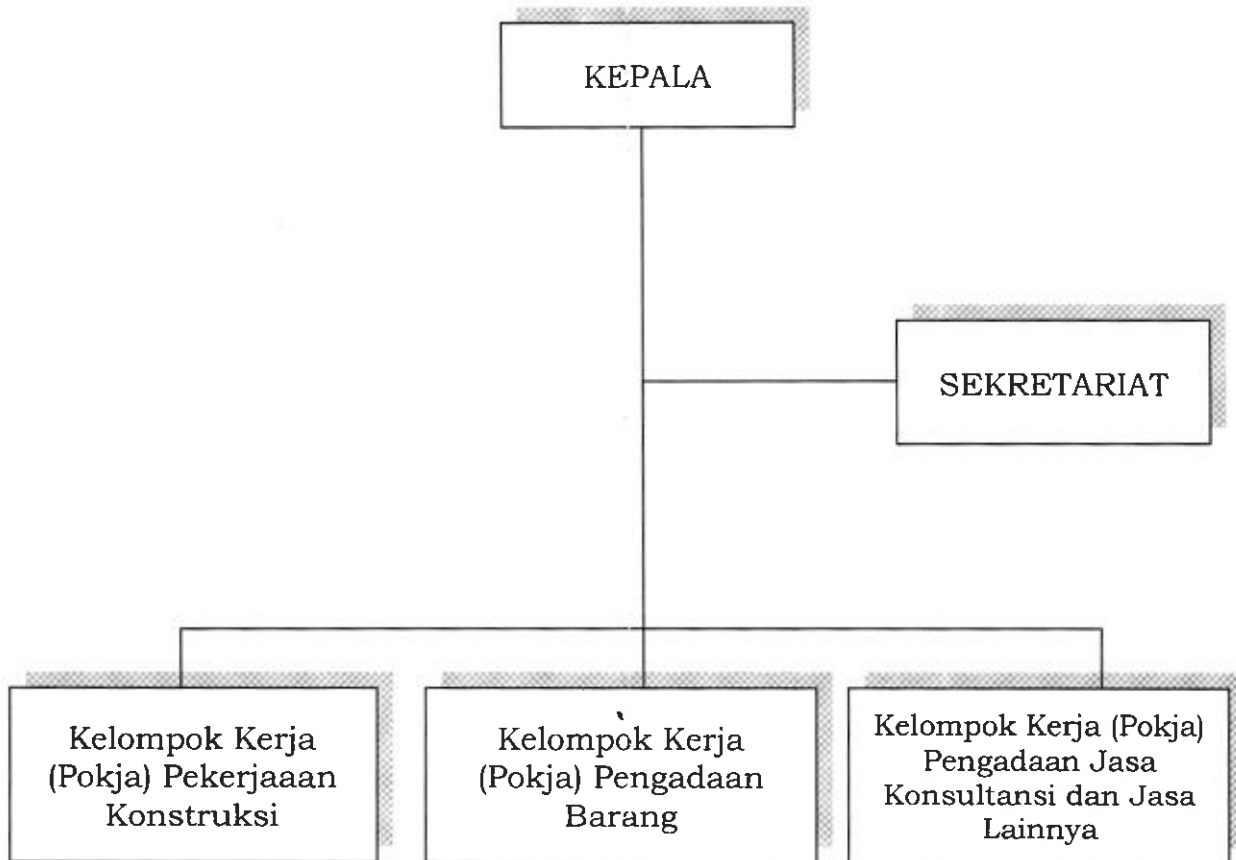 KEPALA
SEKRETARIAT
Kelompok Kerja
(Pokja) Pekerjaaan
Konstruksi
Kelompok Kerja
(Pokja) Pengadaan
Barang
Kelompok Kerja (Pokja)
Pengadaan Jasa
Konsultansi dan Jasa
Lainnya